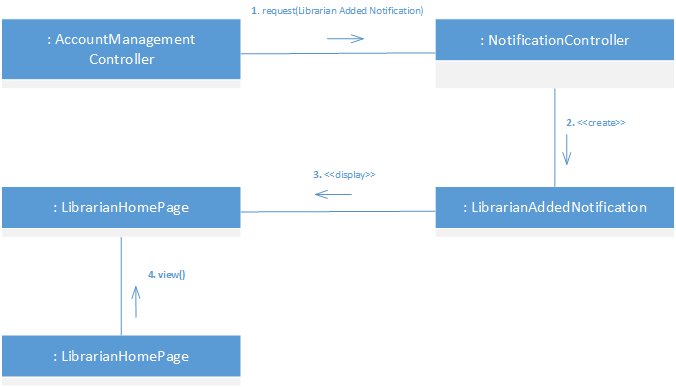 1. request(Librarian Added Notification)
: AccountManagement
Controller
: NotificationController
2. <<create>>
3. <<display>>
: LibrarianHomePage
: LibrarianAddedNotification
4. view()
: LibrarianHomePage